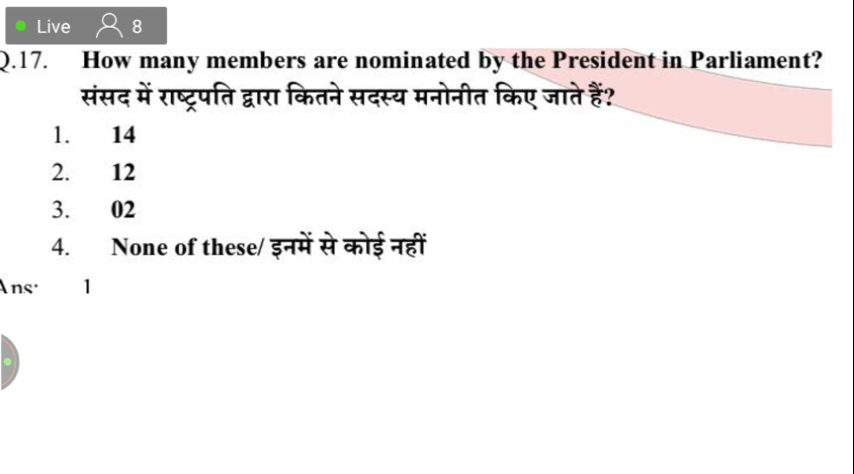 Live 8
Q.17. How many members are nominated by the President in Parliament?
संसद में राष्ट्रपति द्वारा कितने सदस्य मनोनीत किए जाते हैं?
1. 14
2. 12
3. 02
4. None of these/ इनमें से कोई नहीं
Ans: 1